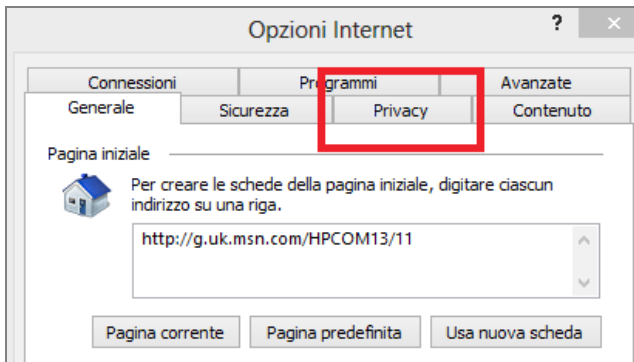 Opzioni Internet ?
Connessioni Programmi Avanzate
Generale Sicurezza Privacy Contenuto
Pagina iniziale
Per creare le schede della pagina iniziale, digitare ciascun
indirizzo su una riga.
http://g.uk.msn.com/HPCOM13/11
Pagina corrente Pagina predefinita Usa nuova scheda